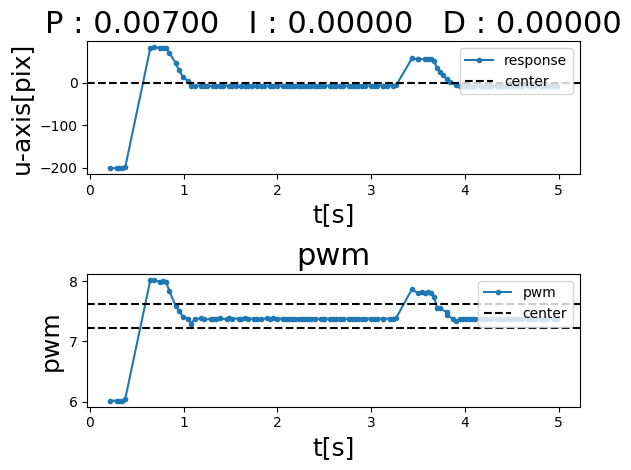 P : 0.00700   I : 0.00000   D : 0.00000
u-axis[pix]
0
−100
−200
response
center
0 1 2 3 4 5
t[s]
pwm
pwm
8
7
6
pwm
center
0 1 2 3 4 5
t[s]